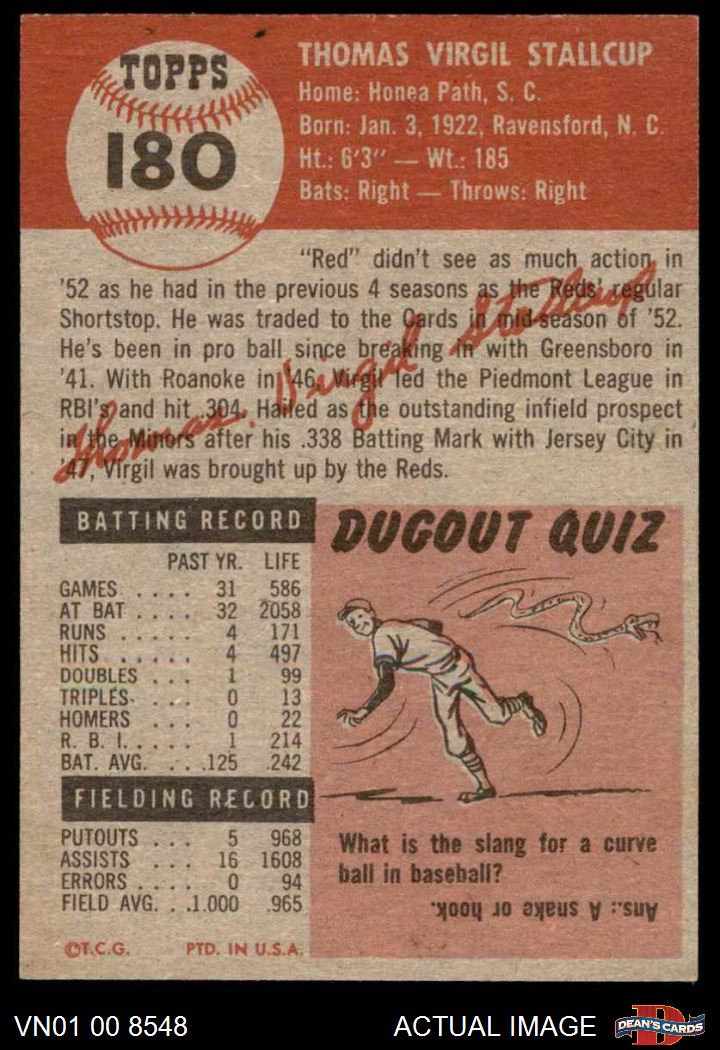 TOPPS
180
THOMAS VIRGIL STALLCUP
Home: Honea Path, S. C.
Born: Jan. 3, 1922, Ravensford, N. C.
Ht.: 6'3" — Wt.: 185
Bats: Right — Throws: Right
"Red" didn't see as much action in
'52 as he had in the previous 4 seasons as the Reds' regular
Shortstop. He was traded to the Cards in mid-season of '52.
He's been in pro ball since breaking in with Greensboro in
'41. With Roanoke in '46, Virgil led the Piedmont League in
RBI's and hit .304. Hailed as the outstanding infield prospect
in the Minors after his .338 Batting Mark with Jersey City in
'47, Virgil was brought up by the Reds.
Thomas Virgil Stallcup
BATTING RECORD
PAST YR. LIFE
GAMES . . . . 31 586
AT BAT . . . . 32 2058
RUNS . . . . . 4 171
HITS . . . . . 4 497
DOUBLES . . . 1 99
TRIPLES . . . 0 13
HOMERS . . . 0 22
R. B. I. . . . . . 1 214
BAT. AVG. . . .125 .242
FIELDING RECORD
PUTOUTS . . . 5 968
ASSISTS . . . 16 1608
ERRORS . . . . 0 94
FIELD AVG. . .1.000 .965
©T.C.G. PTD. IN U.S.A.
DUGOUT QUIZ
What is the slang for a curve
ball in baseball?
Ans.: A snake or hook.
VN01 00 8548 ACTUAL IMAGE
D
DEAN'S CARDS